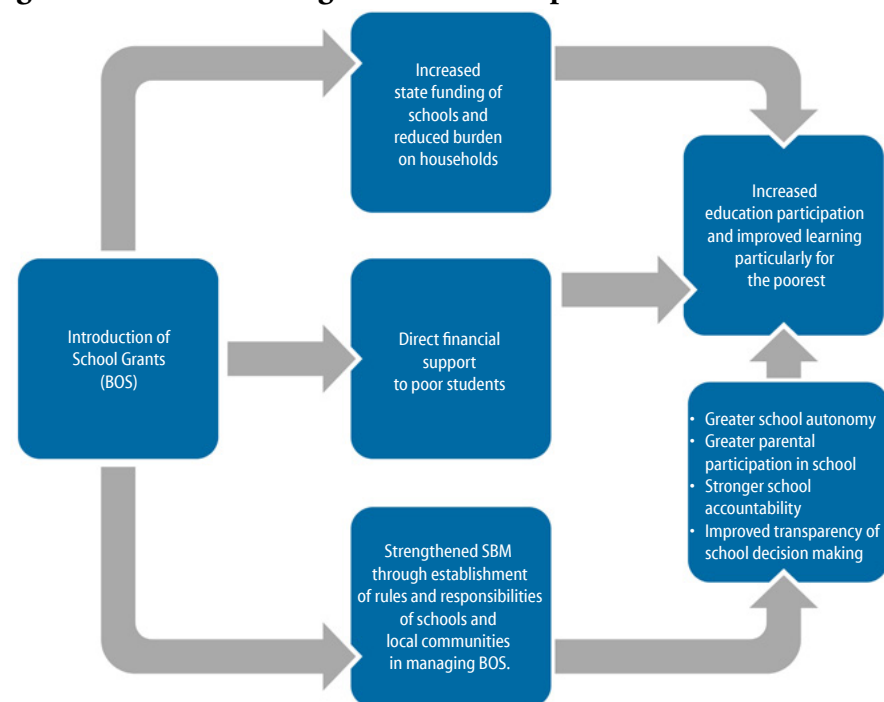 Increased
state funding of
schools and
reduced burden
on households
Increased
education participation
and improved learning
particularly for
the poorest
Introduction of
School Grants
(BOS)
Direct financial
support
to poor students
• Greater school autonomy
• Greater parental
participation in school
• Stronger school
accountability
• Improved transparency of
school decision making
Strengthened SBM
through establishment
of rules and responsibilities
of schools and
local communities
in managing BOS.